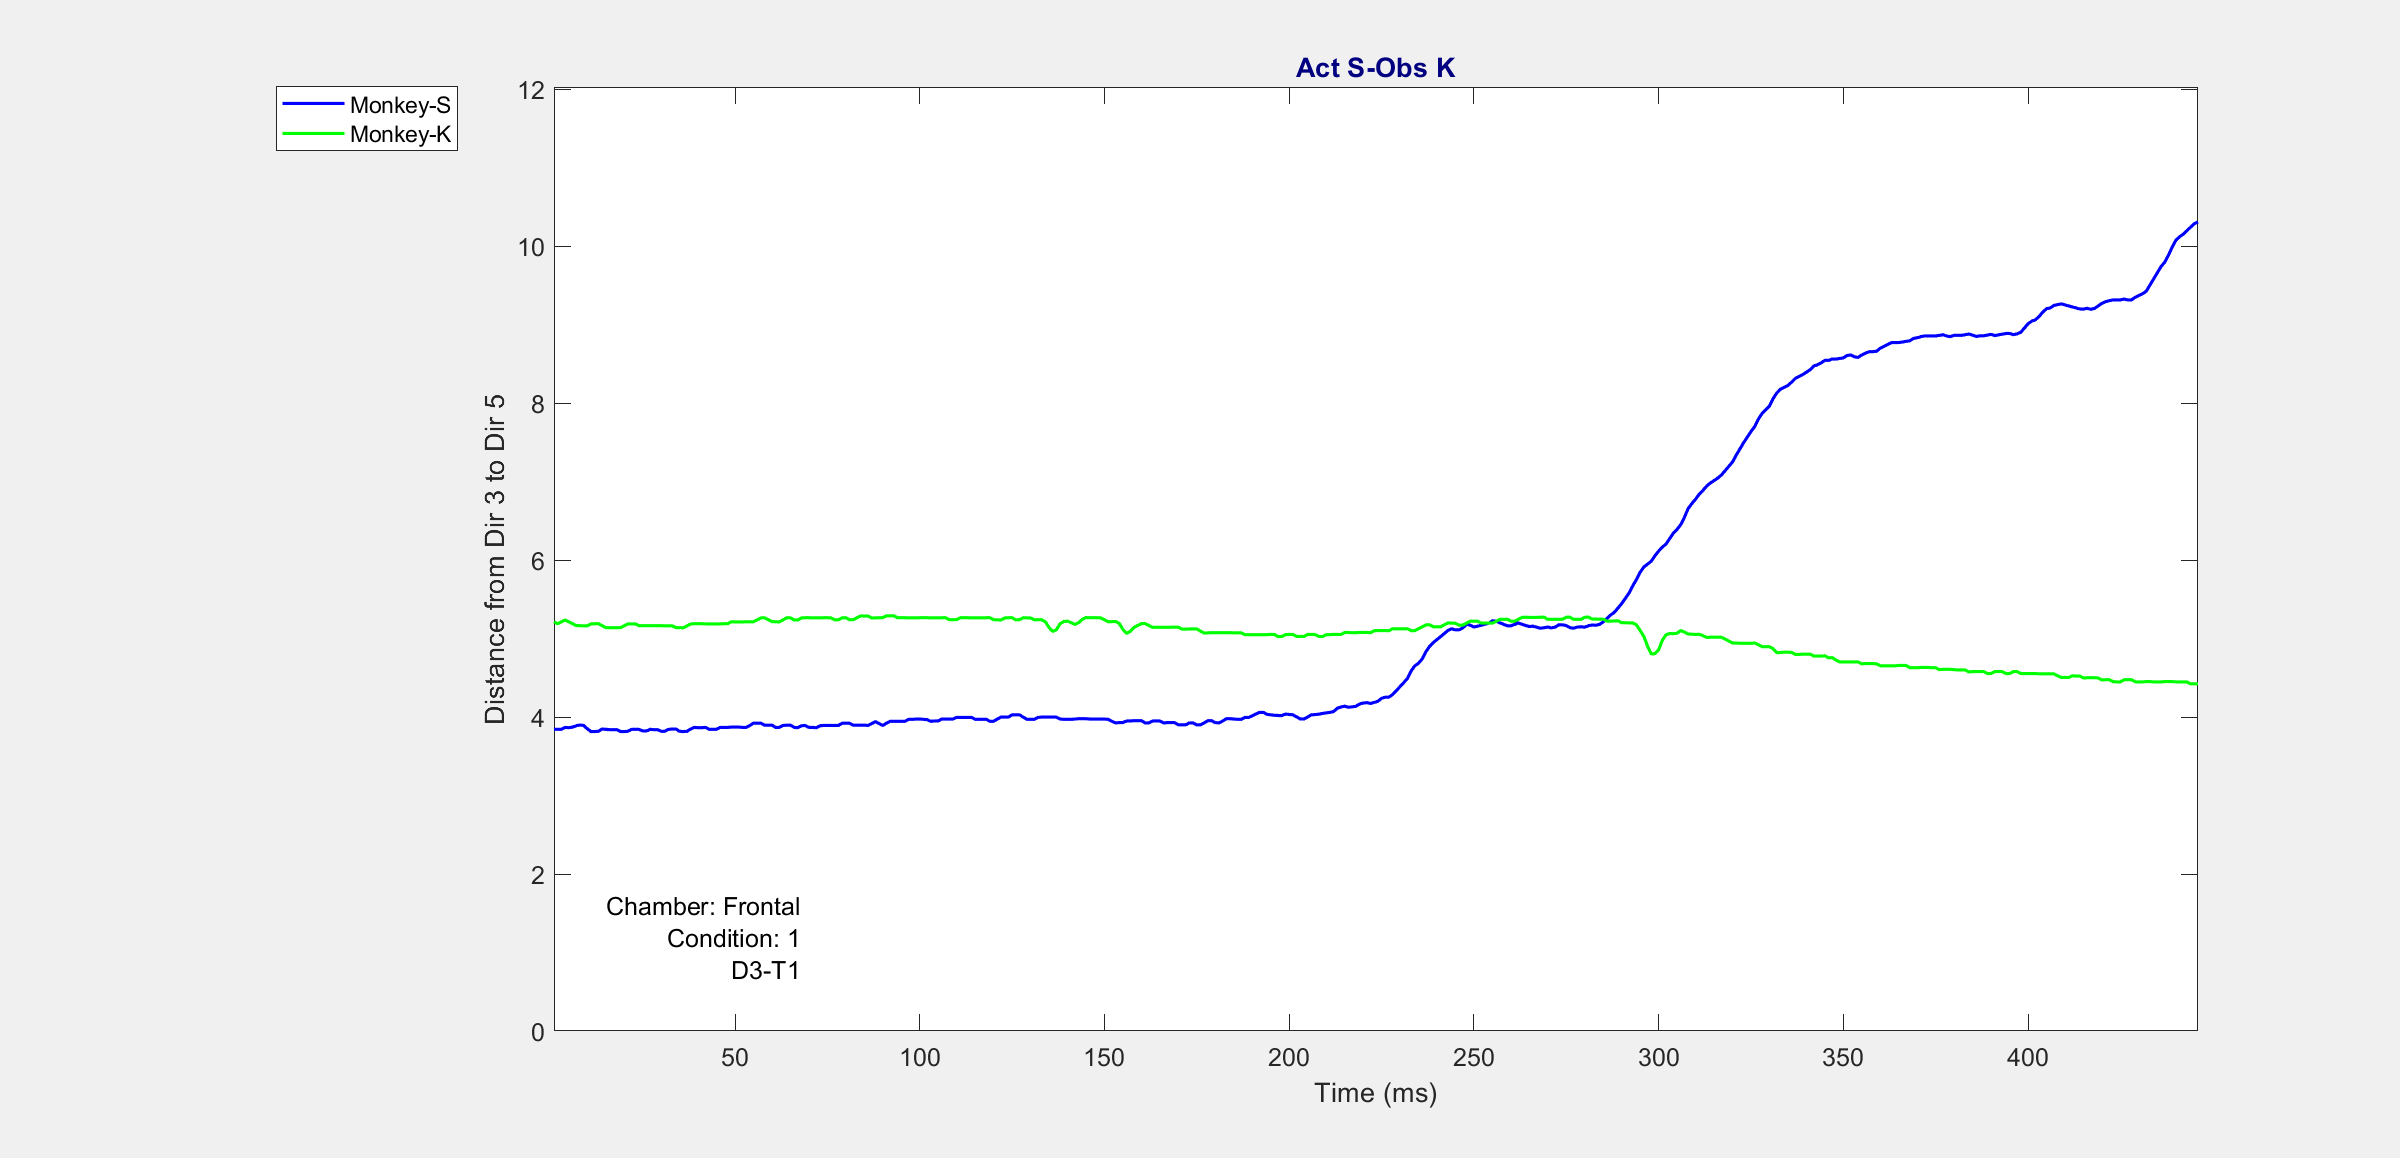 Act S-Obs K
Monkey-S
Monkey-K
12
10
8
6
4
2
0
Distance from Dir 3 to Dir 5
Chamber: Frontal
Condition: 1
D3-T1
50 100 150 200 250 300 350 400
Time (ms)